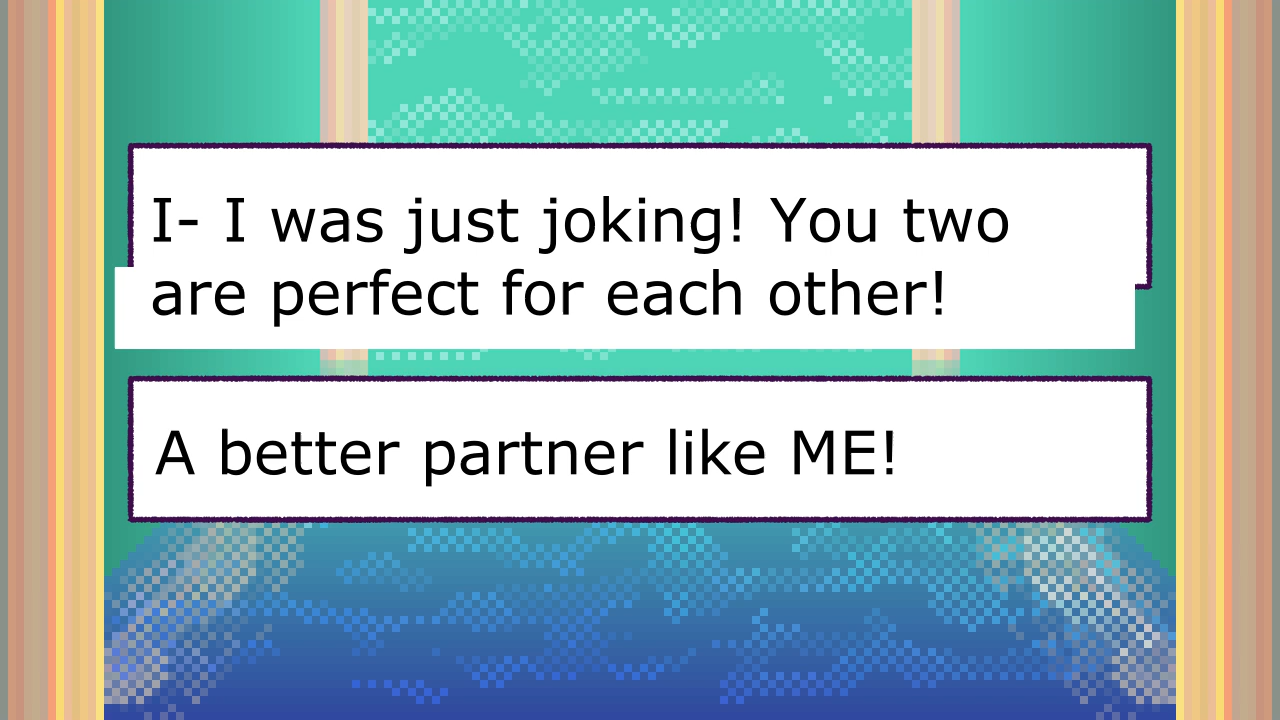 I- I was just joking! You two
are perfect for each other!
A better partner like ME!